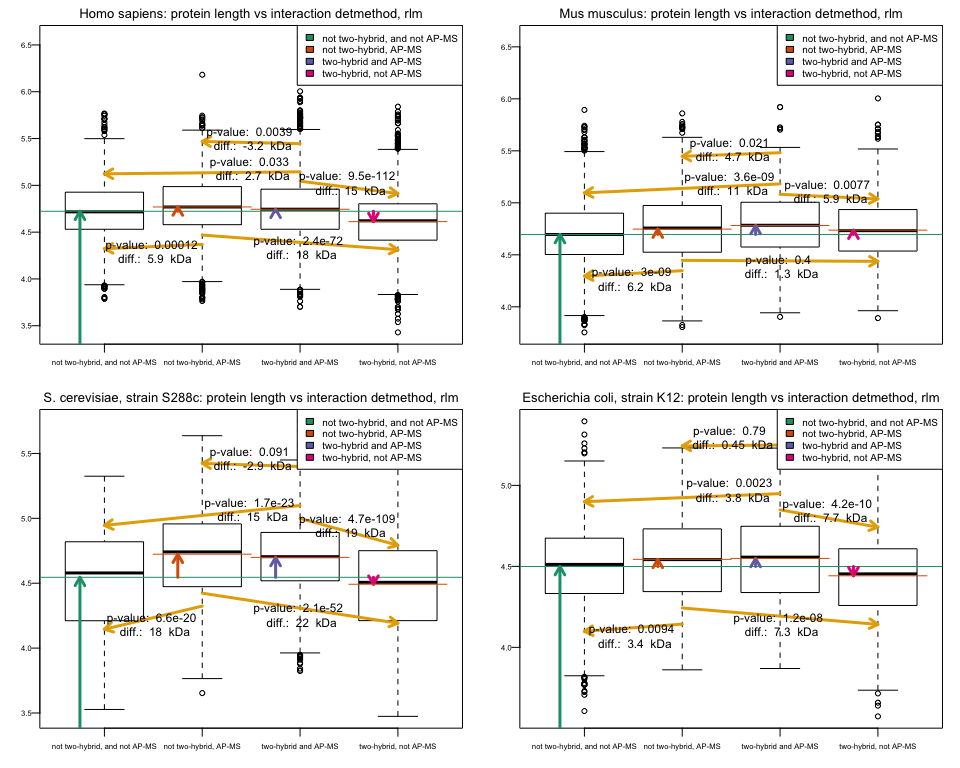 Homo sapiens: protein length vs interaction detmethod, rlm
6.5
6.0
5.5
5.0
4.5
4.0
3.5
not two-hybrid, and not AP-MS
not two-hybrid, AP-MS
two-hybrid and AP-MS
two-hybrid, not AP-MS
p-value: 0.0039
diff.: -3.2 kDa
p-value: 0.033
diff.: 2.7 kDa
p-value: 9.5e-112
diff.: 15 kDa
p-value: 0.00012
diff.: 5.9 kDa
p-value: 2.4e-72
diff.: 18 kDa
not two-hybrid, and not AP-MS
not two-hybrid, AP-MS
two-hybrid and AP-MS
two-hybrid, not AP-MS
Mus musculus: protein length vs interaction detmethod, rlm
6.5
6.0
5.5
5.0
4.5
4.0
not two-hybrid, and not AP-MS
not two-hybrid, AP-MS
two-hybrid and AP-MS
two-hybrid, not AP-MS
p-value: 0.021
diff.: 4.7 kDa
p-value: 3.6e-09
diff.: 11 kDa
p-value: 0.0077
diff.: 5.9 kDa
p-value: 3e-09
diff.: 6.2 kDa
p-value: 0.4
diff.: 1.3 kDa
not two-hybrid, and not AP-MS
not two-hybrid, AP-MS
two-hybrid and AP-MS
two-hybrid, not AP-MS
S. cerevisiae, strain S288c: protein length vs interaction detmethod, rlm
5.5
5.0
4.5
4.0
3.5
not two-hybrid, and not AP-MS
not two-hybrid, AP-MS
two-hybrid and AP-MS
two-hybrid, not AP-MS
p-value: 0.091
diff.: -2.9 kDa
p-value: 1.7e-23
diff.: 15 kDa
p-value: 4.7e-109
diff.: 19 kDa
p-value: 6.6e-20
diff.: 18 kDa
p-value: 2.1e-52
diff.: 22 kDa
not two-hybrid, and not AP-MS
not two-hybrid, AP-MS
two-hybrid and AP-MS
two-hybrid, not AP-MS
Escherichia coli, strain K12: protein length vs interaction detmethod, rlm
5.0
4.5
4.0
not two-hybrid, and not AP-MS
not two-hybrid, AP-MS
two-hybrid and AP-MS
two-hybrid, not AP-MS
p-value: 0.79
diff.: 0.45 kDa
p-value: 0.0023
diff.: 3.8 kDa
p-value: 4.2e-10
diff.: 7.7 kDa
p-value: 0.0094
diff.: 3.4 kDa
p-value: 1.2e-08
diff.: 7.3 kDa
not two-hybrid, and not AP-MS
not two-hybrid, AP-MS
two-hybrid and AP-MS
two-hybrid, not AP-MS